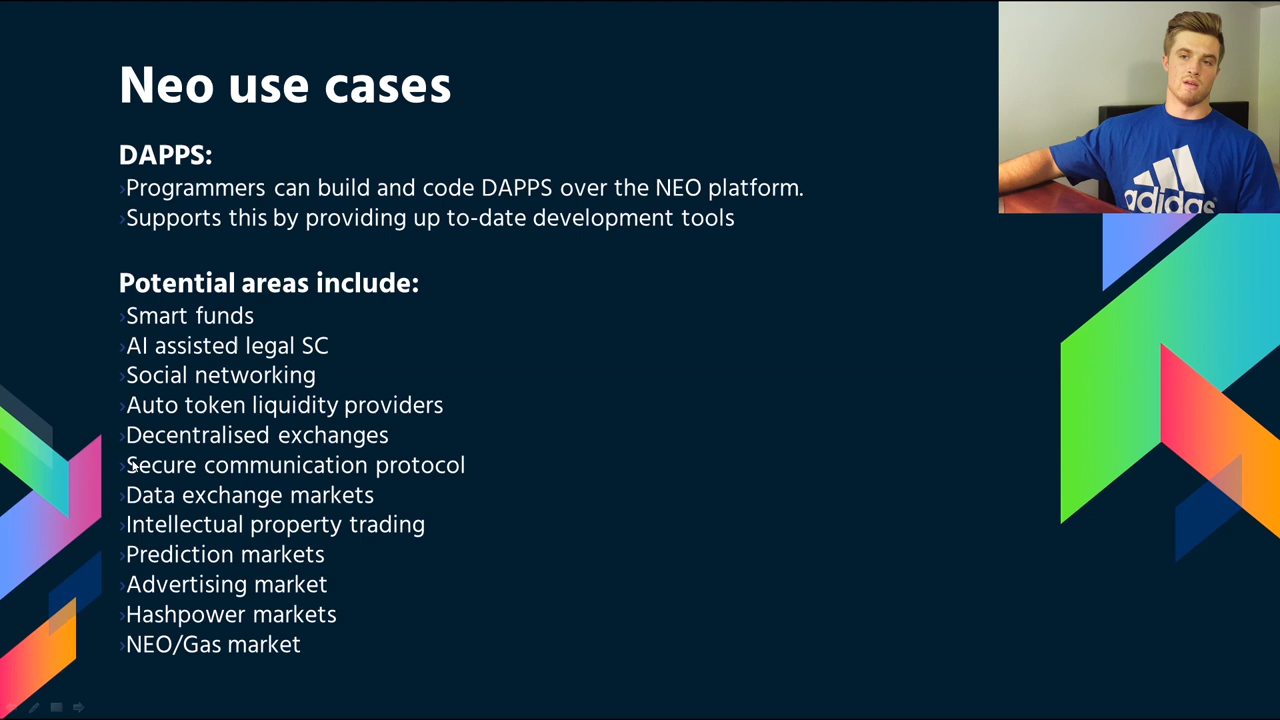 Neo use cases
DAPPS:
›Programmers can build and code DAPPS over the NEO platform.
›Supports this by providing up to-date development tools
Potential areas include:
›Smart funds
›AI assisted legal SC
›Social networking
›Auto token liquidity providers
›Decentralised exchanges
›Secure communication protocol
›Data exchange markets
›Intellectual property trading
›Prediction markets
›Advertising market
›Hashpower markets
›NEO/Gas market
adidas